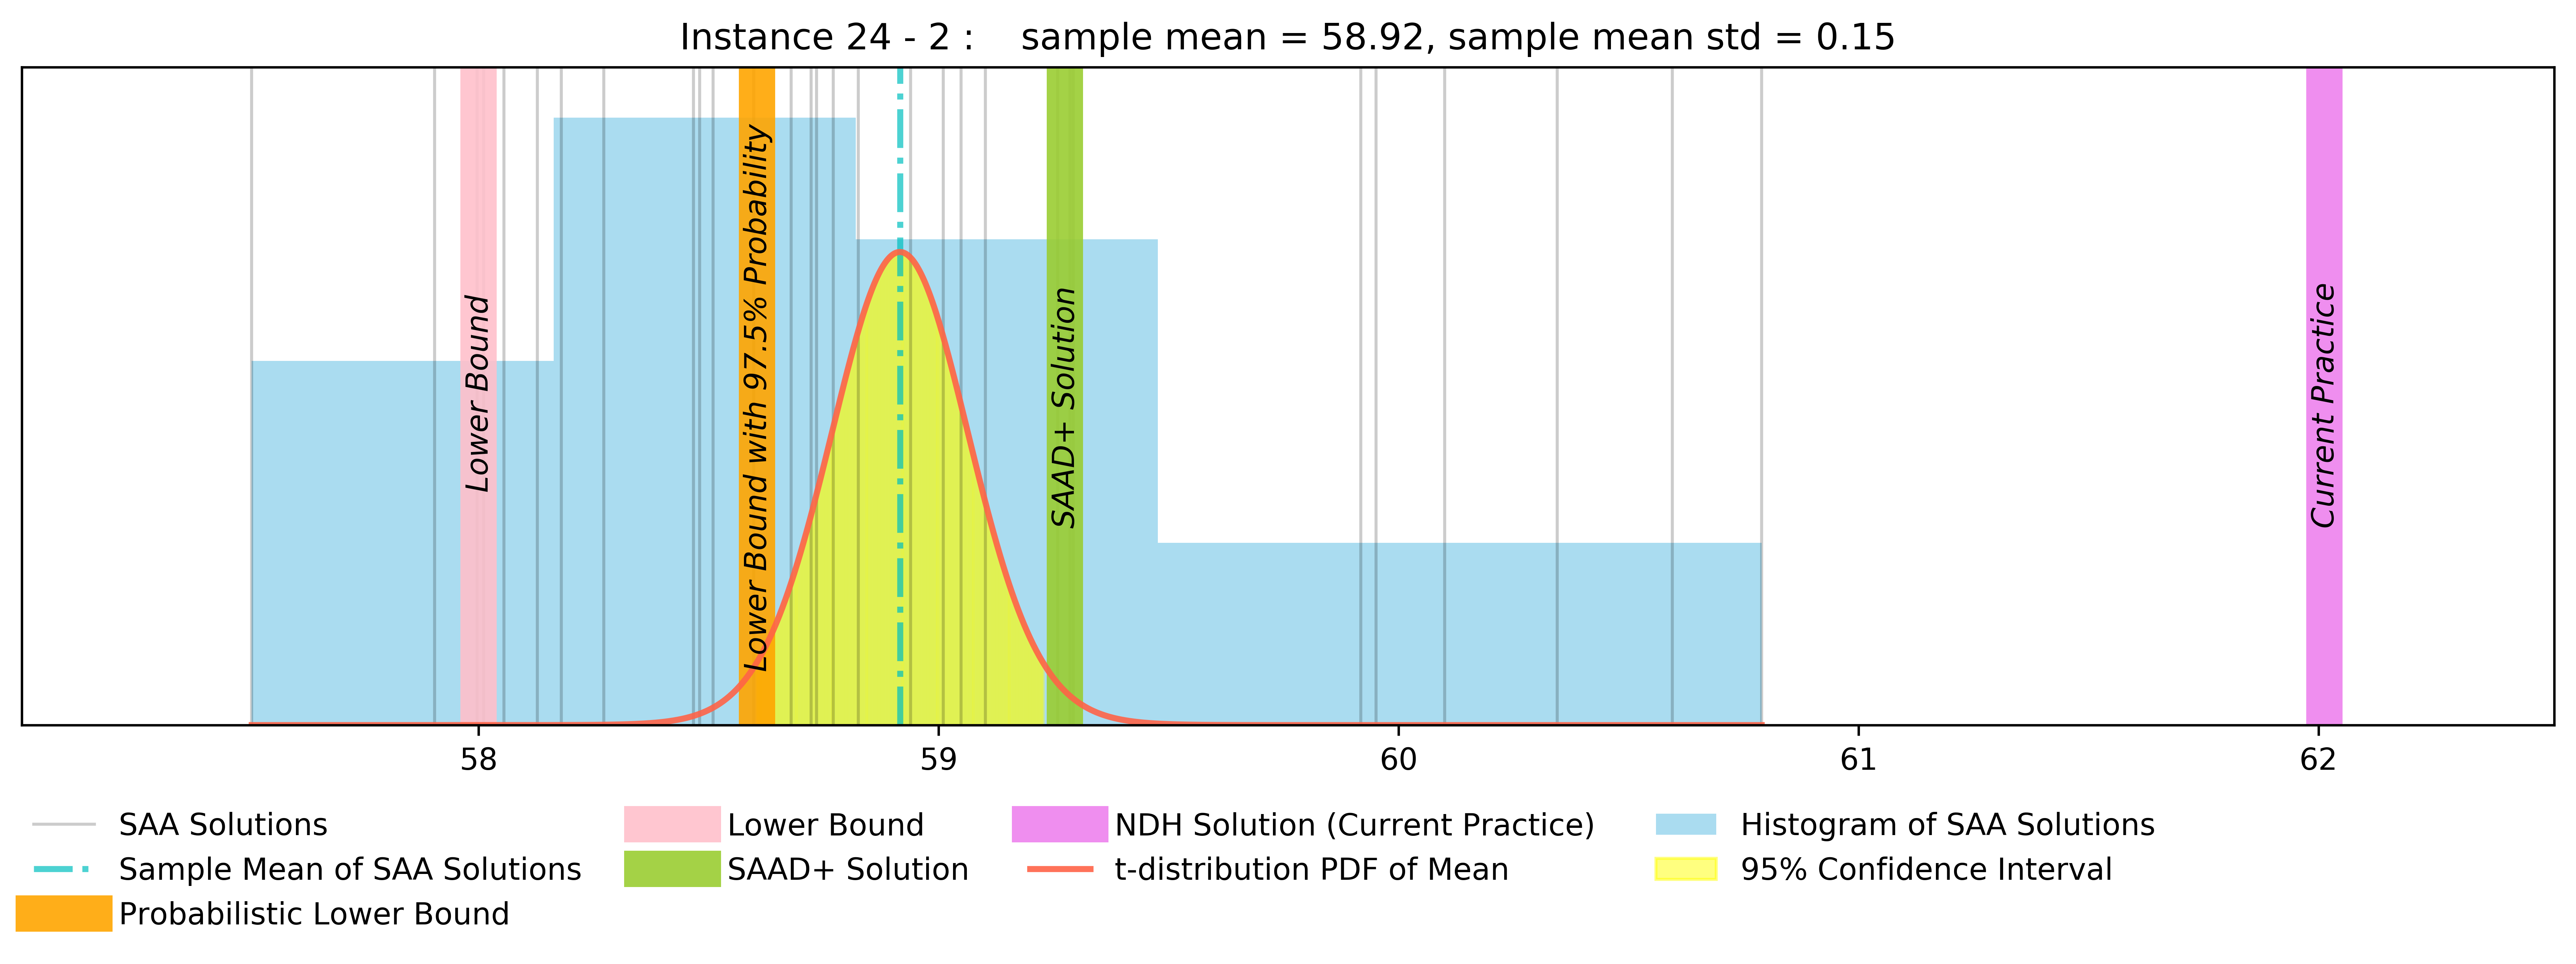 Instance 24 - 2 :    sample mean = 58.92, sample mean std = 0.15
Lower Bound
Lower Bound with 97.5% Probability
SAAD+ Solution
Current Practice
58 59 60 61 62
SAA Solutions
Sample Mean of SAA Solutions
Probabilistic Lower Bound
Lower Bound
SAAD+ Solution
NDH Solution (Current Practice)
t-distribution PDF of Mean
Histogram of SAA Solutions
95% Confidence Interval